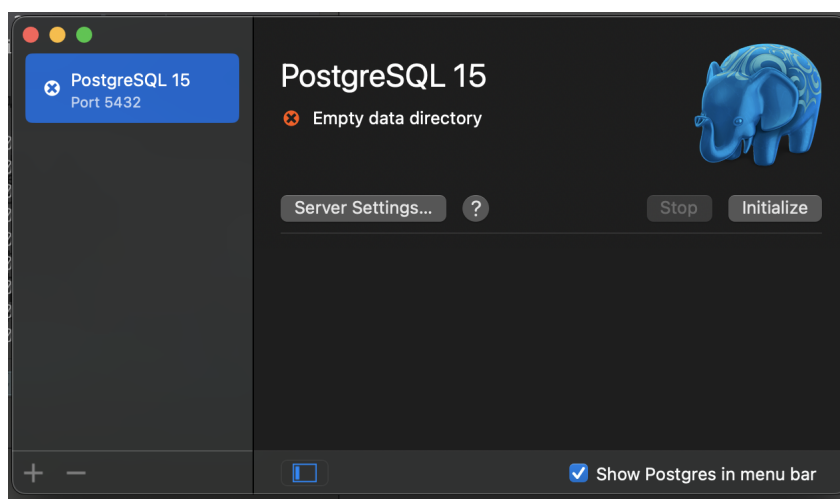 PostgreSQL 15
Port 5432
PostgreSQL 15
Empty data directory
Server Settings... ? Stop Initialize
Show Postgres in menu bar